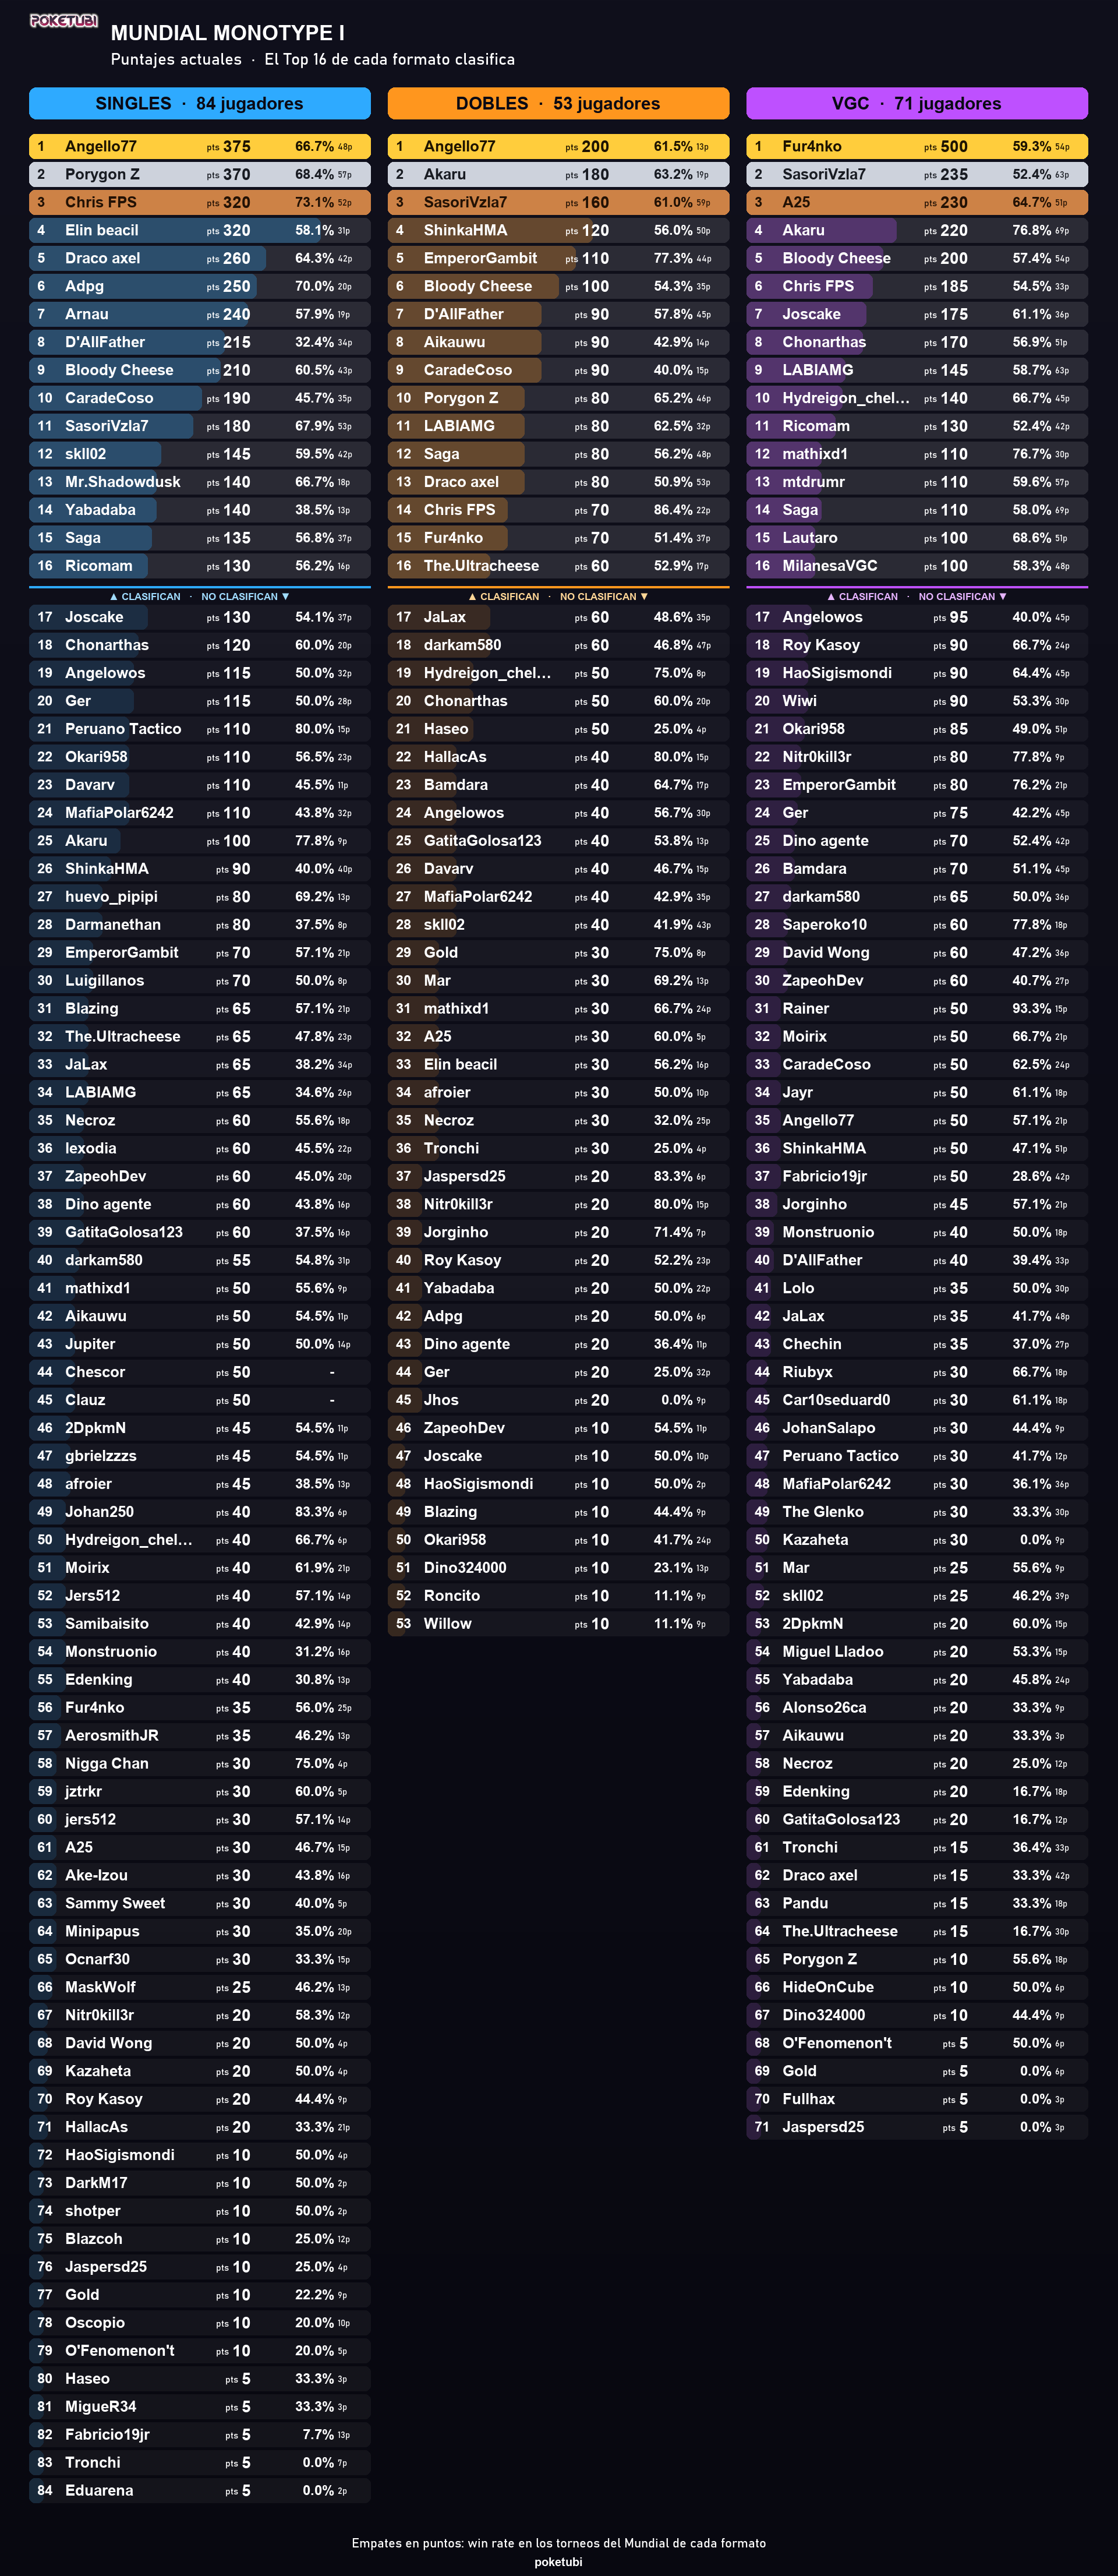 POKETUBI
MUNDIAL MONOTYPE I
Puntajes actuales · El Top 16 de cada formato clasifica
SINGLES · 84 jugadores
1 Angello77 pts 375 66.7% 48p
2 Porygon Z pts 370 68.4% 57p
3 Chris FPS pts 320 73.1% 52p
4 Elin beacil pts 320 58.1% 31p
5 Draco axel pts 260 64.3% 42p
6 Adpg pts 250 70.0% 20p
7 Arnau pts 240 57.9% 19p
8 D'AllFather pts 215 32.4% 34p
9 Bloody Cheese pts 210 60.5% 43p
10 CaradeCoso pts 190 45.7% 35p
11 SasoriVzla7 pts 180 67.9% 53p
12 skll02 pts 145 59.5% 42p
13 Mr.Shadowdusk pts 140 66.7% 18p
14 Yabadaba pts 140 38.5% 13p
15 Saga pts 135 56.8% 37p
16 Ricomam pts 130 56.2% 16p
▲ CLASIFICAN · NO CLASIFICAN ▼
17 Joscake pts 130 54.1% 37p
18 Chonarthas pts 120 60.0% 20p
19 Angelowos pts 115 50.0% 32p
20 Ger pts 115 50.0% 28p
21 Peruano Tactico pts 110 80.0% 15p
22 Okari958 pts 110 56.5% 23p
23 Davarv pts 110 45.5% 11p
24 MafiaPolar6242 pts 110 43.8% 32p
25 Akaru pts 100 77.8% 9p
26 ShinkaHMA pts 90 40.0% 40p
27 huevo_pipipi pts 80 69.2% 13p
28 Darmanethan pts 80 37.5% 8p
29 EmperorGambit pts 70 57.1% 21p
30 Luigillanos pts 70 50.0% 8p
31 Blazing pts 65 57.1% 21p
32 The.Ultracheese pts 65 47.8% 23p
33 JaLax pts 65 38.2% 34p
34 LABIAMG pts 65 34.6% 26p
35 Necroz pts 60 55.6% 18p
36 lexodia pts 60 45.5% 22p
37 ZapeohDev pts 60 45.0% 20p
38 Dino agente pts 60 43.8% 16p
39 GatitaGolosa123 pts 60 37.5% 16p
40 darkam580 pts 55 54.8% 31p
41 mathixd1 pts 50 55.6% 9p
42 Aikauwu pts 50 54.5% 11p
43 Jupiter pts 50 50.0% 14p
44 Chescor pts 50 -
45 Clauz pts 50 -
46 2DpkmN pts 45 54.5% 11p
47 gbrielzzzs pts 45 54.5% 11p
48 afroier pts 45 38.5% 13p
49 Johan250 pts 40 83.3% 6p
50 Hydreigon_chel... pts 40 66.7% 6p
51 Moirix pts 40 61.9% 21p
52 Jers512 pts 40 57.1% 14p
53 Samibaisito pts 40 42.9% 14p
54 Monstruonio pts 40 31.2% 16p
55 Edenking pts 40 30.8% 13p
56 Fur4nko pts 35 56.0% 25p
57 AerosmithJR pts 35 46.2% 13p
58 Nigga Chan pts 30 75.0% 4p
59 jztrkr pts 30 60.0% 5p
60 jers512 pts 30 57.1% 14p
61 A25 pts 30 46.7% 15p
62 Ake-Izou pts 30 43.8% 16p
63 Sammy Sweet pts 30 40.0% 5p
64 Minipapus pts 30 35.0% 20p
65 Ocnarf30 pts 30 33.3% 15p
66 MaskWolf pts 25 46.2% 13p
67 Nitr0kill3r pts 20 58.3% 12p
68 David Wong pts 20 50.0% 4p
69 Kazaheta pts 20 50.0% 4p
70 Roy Kasoy pts 20 44.4% 9p
71 HallacAs pts 20 33.3% 21p
72 HaoSigismondi pts 10 50.0% 4p
73 DarkM17 pts 10 50.0% 2p
74 shotper pts 10 50.0% 2p
75 Blazcoh pts 10 25.0% 12p
76 Jaspersd25 pts 10 25.0% 4p
77 Gold pts 10 22.2% 9p
78 Oscopio pts 10 20.0% 10p
79 O'Fenomenon't pts 10 20.0% 5p
80 Haseo pts 5 33.3% 3p
81 MigueR34 pts 5 33.3% 3p
82 Fabricio19jr pts 5 7.7% 13p
83 Tronchi pts 5 0.0% 7p
84 Eduarena pts 5 0.0% 2p
DOBLES · 53 jugadores
1 Angello77 pts 200 61.5% 13p
2 Akaru pts 180 63.2% 19p
3 SasoriVzla7 pts 160 61.0% 59p
4 ShinkaHMA pts 120 56.0% 50p
5 EmperorGambit pts 110 77.3% 44p
6 Bloody Cheese pts 100 54.3% 35p
7 D'AllFather pts 90 57.8% 45p
8 Aikauwu pts 90 42.9% 14p
9 CaradeCoso pts 90 40.0% 15p
10 Porygon Z pts 80 65.2% 46p
11 LABIAMG pts 80 62.5% 32p
12 Saga pts 80 56.2% 48p
13 Draco axel pts 80 50.9% 53p
14 Chris FPS pts 70 86.4% 22p
15 Fur4nko pts 70 51.4% 37p
16 The.Ultracheese pts 60 52.9% 17p
▲ CLASIFICAN · NO CLASIFICAN ▼
17 JaLax pts 60 48.6% 35p
18 darkam580 pts 60 46.8% 47p
19 Hydreigon_chel... pts 50 75.0% 8p
20 Chonarthas pts 50 60.0% 20p
21 Haseo pts 50 25.0% 4p
22 HallacAs pts 40 80.0% 15p
23 Bamdara pts 40 64.7% 17p
24 Angelowos pts 40 56.7% 30p
25 GatitaGolosa123 pts 40 53.8% 13p
26 Davarv pts 40 46.7% 15p
27 MafiaPolar6242 pts 40 42.9% 35p
28 skll02 pts 40 41.9% 43p
29 Gold pts 30 75.0% 8p
30 Mar pts 30 69.2% 13p
31 mathixd1 pts 30 66.7% 24p
32 A25 pts 30 60.0% 5p
33 Elin beacil pts 30 56.2% 16p
34 afroier pts 30 50.0% 10p
35 Necroz pts 30 32.0% 25p
36 Tronchi pts 30 25.0% 4p
37 Jaspersd25 pts 20 83.3% 6p
38 Nitr0kill3r pts 20 80.0% 15p
39 Jorginho pts 20 71.4% 7p
40 Roy Kasoy pts 20 52.2% 23p
41 Yabadaba pts 20 50.0% 22p
42 Adpg pts 20 50.0% 6p
43 Dino agente pts 20 36.4% 11p
44 Ger pts 20 25.0% 32p
45 Jhos pts 20 0.0% 9p
46 ZapeohDev pts 10 54.5% 11p
47 Joscake pts 10 50.0% 10p
48 HaoSigismondi pts 10 50.0% 2p
49 Blazing pts 10 44.4% 9p
50 Okari958 pts 10 41.7% 24p
51 Dino324000 pts 10 23.1% 13p
52 Roncito pts 10 11.1% 9p
53 Willow pts 10 11.1% 9p
VGC · 71 jugadores
1 Fur4nko pts 500 59.3% 54p
2 SasoriVzla7 pts 235 52.4% 63p
3 A25 pts 230 64.7% 51p
4 Akaru pts 220 76.8% 69p
5 Bloody Cheese pts 200 57.4% 54p
6 Chris FPS pts 185 54.5% 33p
7 Joscake pts 175 61.1% 36p
8 Chonarthas pts 170 56.9% 51p
9 LABIAMG pts 145 58.7% 63p
10 Hydreigon_chel... pts 140 66.7% 45p
11 Ricomam pts 130 52.4% 42p
12 mathixd1 pts 110 76.7% 30p
13 mtdrumr pts 110 59.6% 57p
14 Saga pts 110 58.0% 69p
15 Lautaro pts 100 68.6% 51p
16 MilanesaVGC pts 100 58.3% 48p
▲ CLASIFICAN · NO CLASIFICAN ▼
17 Angelowos pts 95 40.0% 45p
18 Roy Kasoy pts 90 66.7% 24p
19 HaoSigismondi pts 90 64.4% 45p
20 Wiwi pts 90 53.3% 30p
21 Okari958 pts 85 49.0% 51p
22 Nitr0kill3r pts 80 77.8% 9p
23 EmperorGambit pts 80 76.2% 21p
24 Ger pts 75 42.2% 45p
25 Dino agente pts 70 52.4% 42p
26 Bamdara pts 70 51.1% 45p
27 darkam580 pts 65 50.0% 36p
28 Saperoko10 pts 60 77.8% 18p
29 David Wong pts 60 47.2% 36p
30 ZapeohDev pts 60 40.7% 27p
31 Rainer pts 50 93.3% 15p
32 Moirix pts 50 66.7% 21p
33 CaradeCoso pts 50 62.5% 24p
34 Jayr pts 50 61.1% 18p
35 Angello77 pts 50 57.1% 21p
36 ShinkaHMA pts 50 47.1% 51p
37 Fabricio19jr pts 50 28.6% 42p
38 Jorginho pts 45 57.1% 21p
39 Monstruonio pts 40 50.0% 18p
40 D'AllFather pts 40 39.4% 33p
41 Lolo pts 35 50.0% 30p
42 JaLax pts 35 41.7% 48p
43 Chechin pts 35 37.0% 27p
44 Riubyx pts 30 66.7% 18p
45 Car10seduard0 pts 30 61.1% 18p
46 JohanSalapo pts 30 44.4% 9p
47 Peruano Tactico pts 30 41.7% 12p
48 MafiaPolar6242 pts 30 36.1% 36p
49 The Glenko pts 30 33.3% 30p
50 Kazaheta pts 30 0.0% 9p
51 Mar pts 25 55.6% 9p
52 skll02 pts 25 46.2% 39p
53 2DpkmN pts 20 60.0% 15p
54 Miguel Lladoo pts 20 53.3% 15p
55 Yabadaba pts 20 45.8% 24p
56 Alonso26ca pts 20 33.3% 9p
57 Aikauwu pts 20 33.3% 3p
58 Necroz pts 20 25.0% 12p
59 Edenking pts 20 16.7% 18p
60 GatitaGolosa123 pts 20 16.7% 12p
61 Tronchi pts 15 36.4% 33p
62 Draco axel pts 15 33.3% 42p
63 Pandu pts 15 33.3% 18p
64 The.Ultracheese pts 15 16.7% 30p
65 Porygon Z pts 10 55.6% 18p
66 HideOnCube pts 10 50.0% 6p
67 Dino324000 pts 10 44.4% 9p
68 O'Fenomenon't pts 5 50.0% 6p
69 Gold pts 5 0.0% 6p
70 Fullhax pts 5 0.0% 3p
71 Jaspersd25 pts 5 0.0% 3p
Empates en puntos: win rate en los torneos del Mundial de cada formato
poketubi